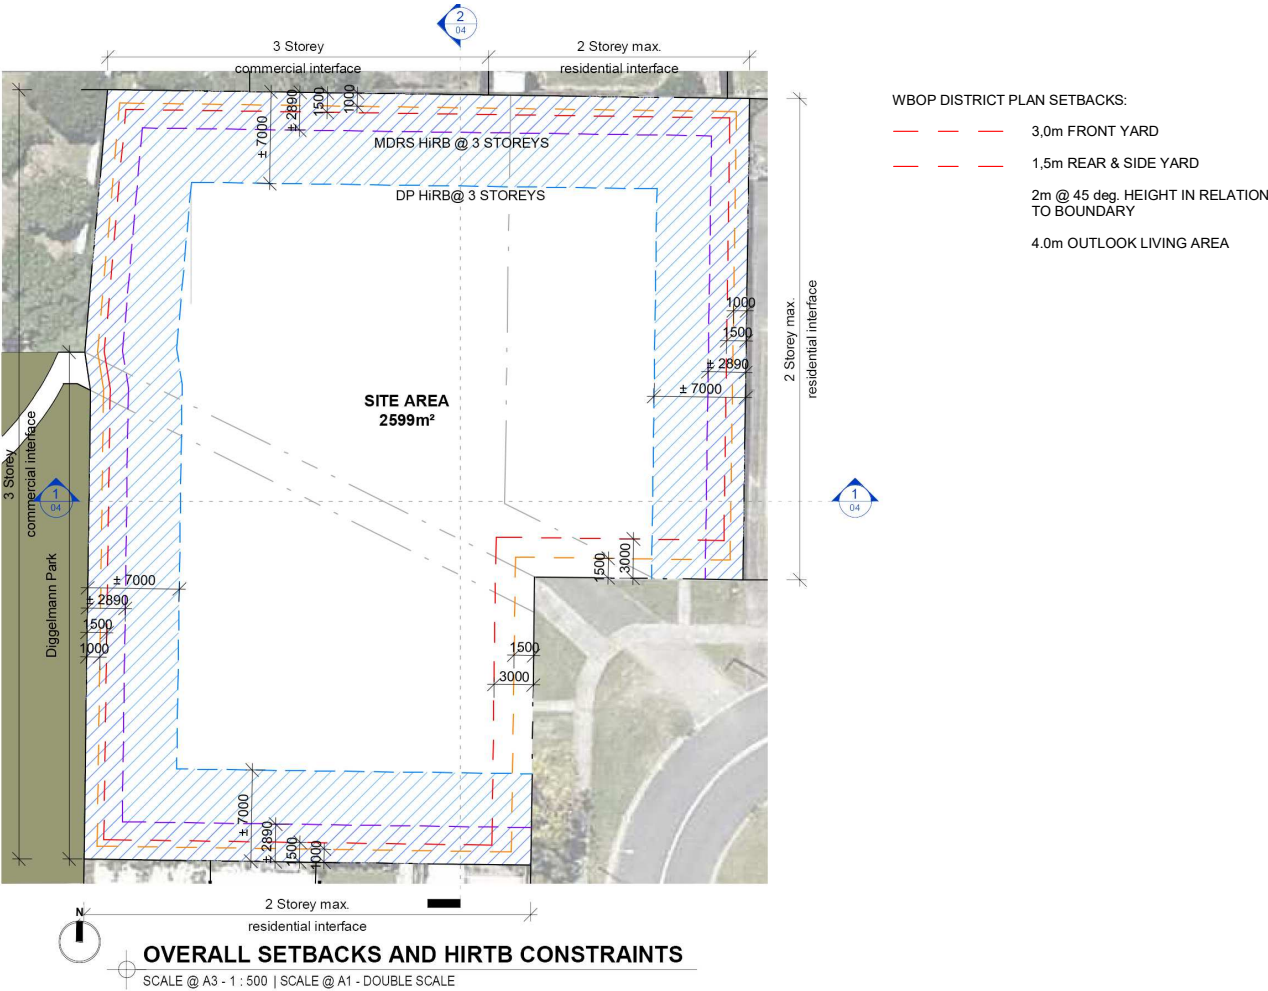 2
04
3 Storey
commercial interface
2 Storey max.
residential interface
± 7000
± 2890
1500
1000
MDRS HiRB @ 3 STOREYS
DP HiRB@ 3 STOREYS
WBOP DISTRICT PLAN SETBACKS:
3,0m FRONT YARD
1,5m REAR & SIDE YARD
2m @ 45 deg. HEIGHT IN RELATION
TO BOUNDARY
4.0m OUTLOOK LIVING AREA
2 Storey max.
residential interface
1000
1500
± 2890
± 7000
SITE AREA
2599m²
3 Storey
commercial interface
1
04
1
04
Diggelmann Park
1500
3000
± 7000
± 2890
1500
1000
1500
3000
± 7000
± 2890
1500
1000
2 Storey max.
residential interface
N
OVERALL SETBACKS AND HIRTB CONSTRAINTS
SCALE @ A3 - 1 : 500 | SCALE @ A1 - DOUBLE SCALE